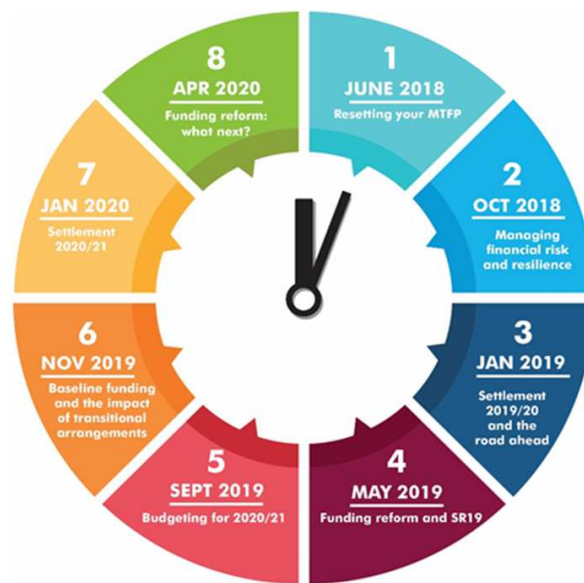 1
JUNE 2018
Resetting your MTFP
2
OCT 2018
Managing
financial risk
and resilience
3
JAN 2019
Settlement
2019/20
and the
road ahead
4
MAY 2019
Funding reform and SR19
5
SEPT 2019
Budgeting for 2020/21
6
NOV 2019
Baseline funding
and the impact
of transitional
arrangements
7
JAN 2020
Settlement
2020/21
8
APR 2020
Funding reform:
what next?